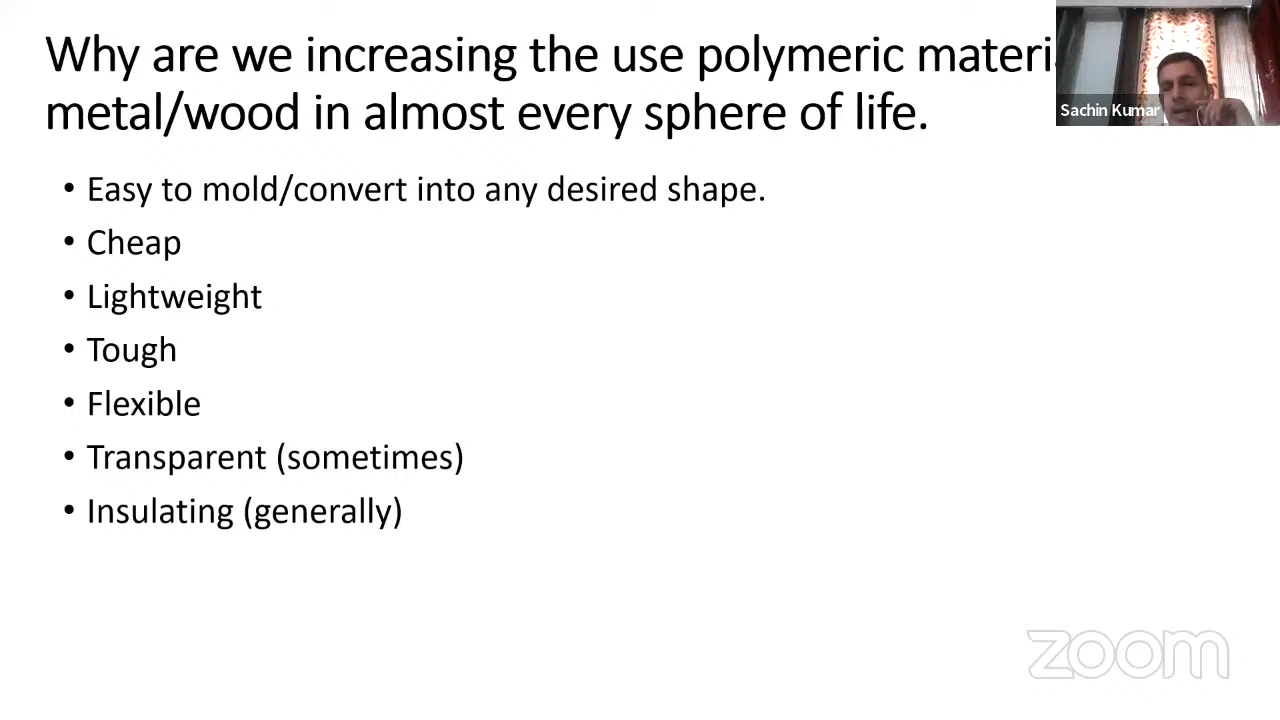 Why are we increasing the use polymeric
metal/wood in almost every sphere of life.
Sachin Kumar
• Easy to mold/convert into any desired shape.
• Cheap
• Lightweight
• Tough
• Flexible
• Transparent (sometimes)
• Insulating (generally)
zoom